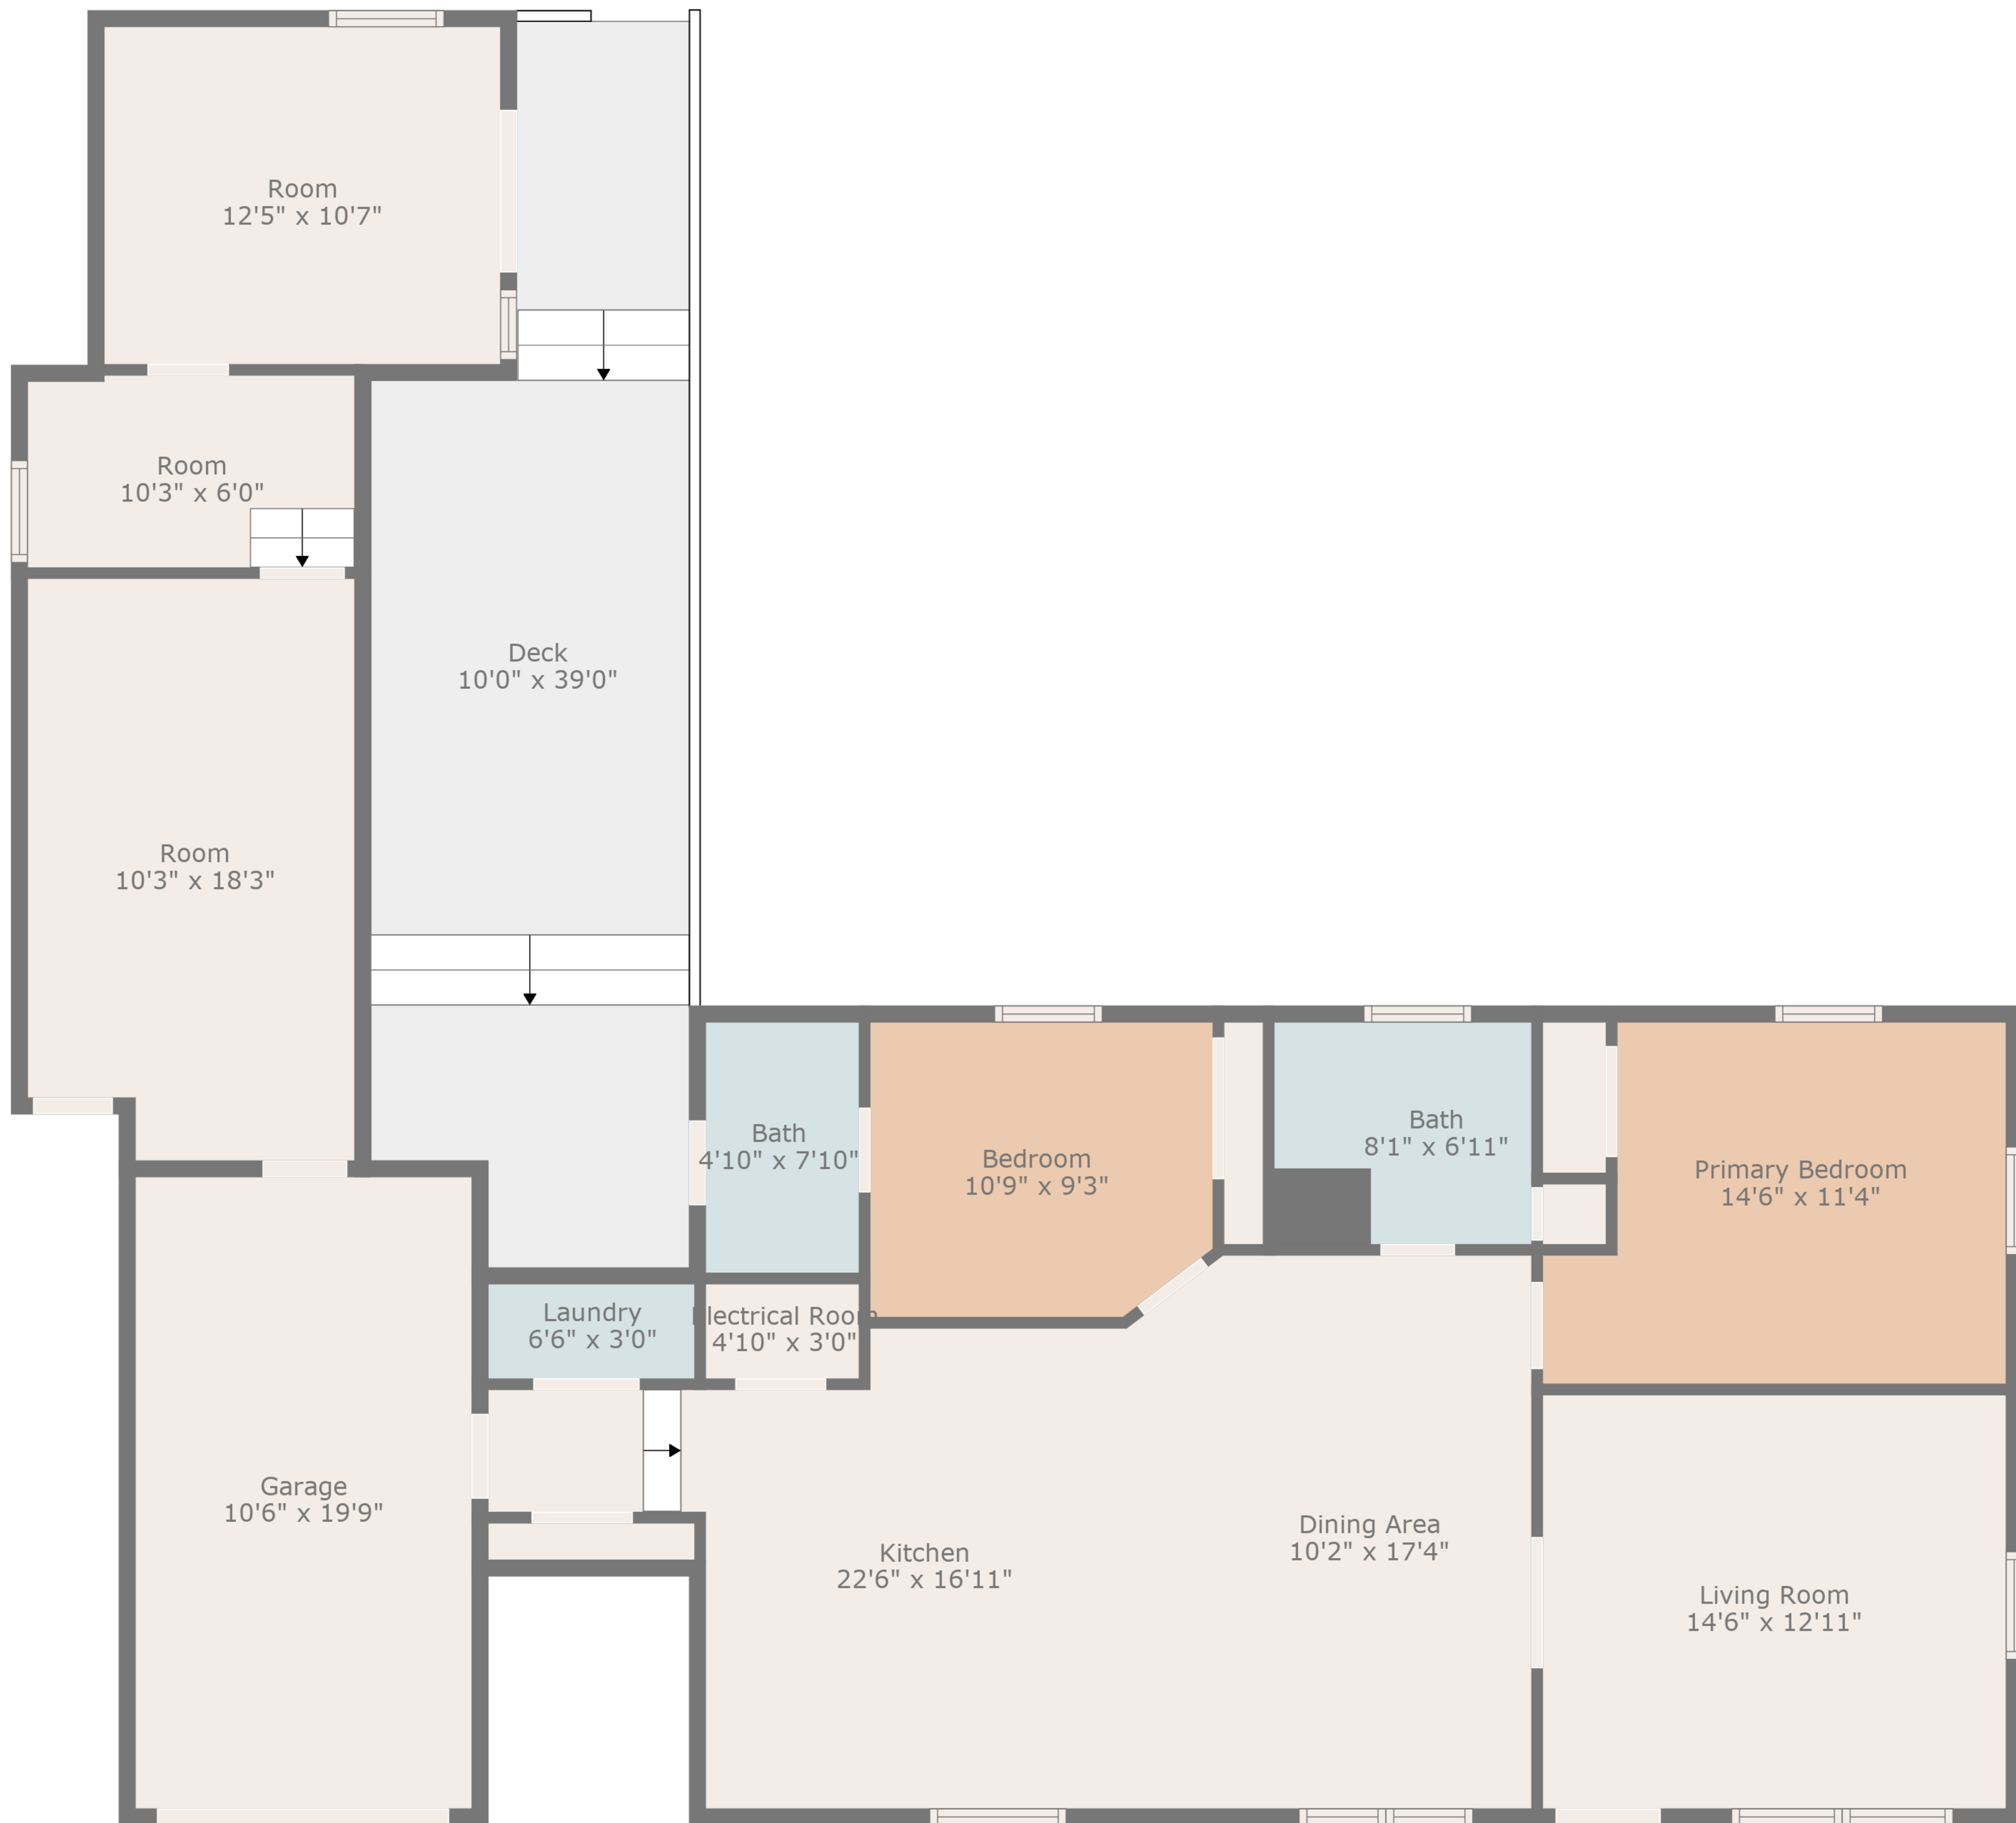 Room
12'5" x 10'7"
Room
10'3" x 6'0"
Deck
10'0" x 39'0"
Room
10'3" x 18'3"
Bath
4'10" x 7'10"
Bedroom
10'9" x 9'3"
Bath
8'1" x 6'11"
Primary Bedroom
14'6" x 11'4"
Laundry
6'6" x 3'0"
Electrical Room
4'10" x 3'0"
Garage
10'6" x 19'9"
Kitchen
22'6" x 16'11"
Dining Area
10'2" x 17'4"
Living Room
14'6" x 12'11"